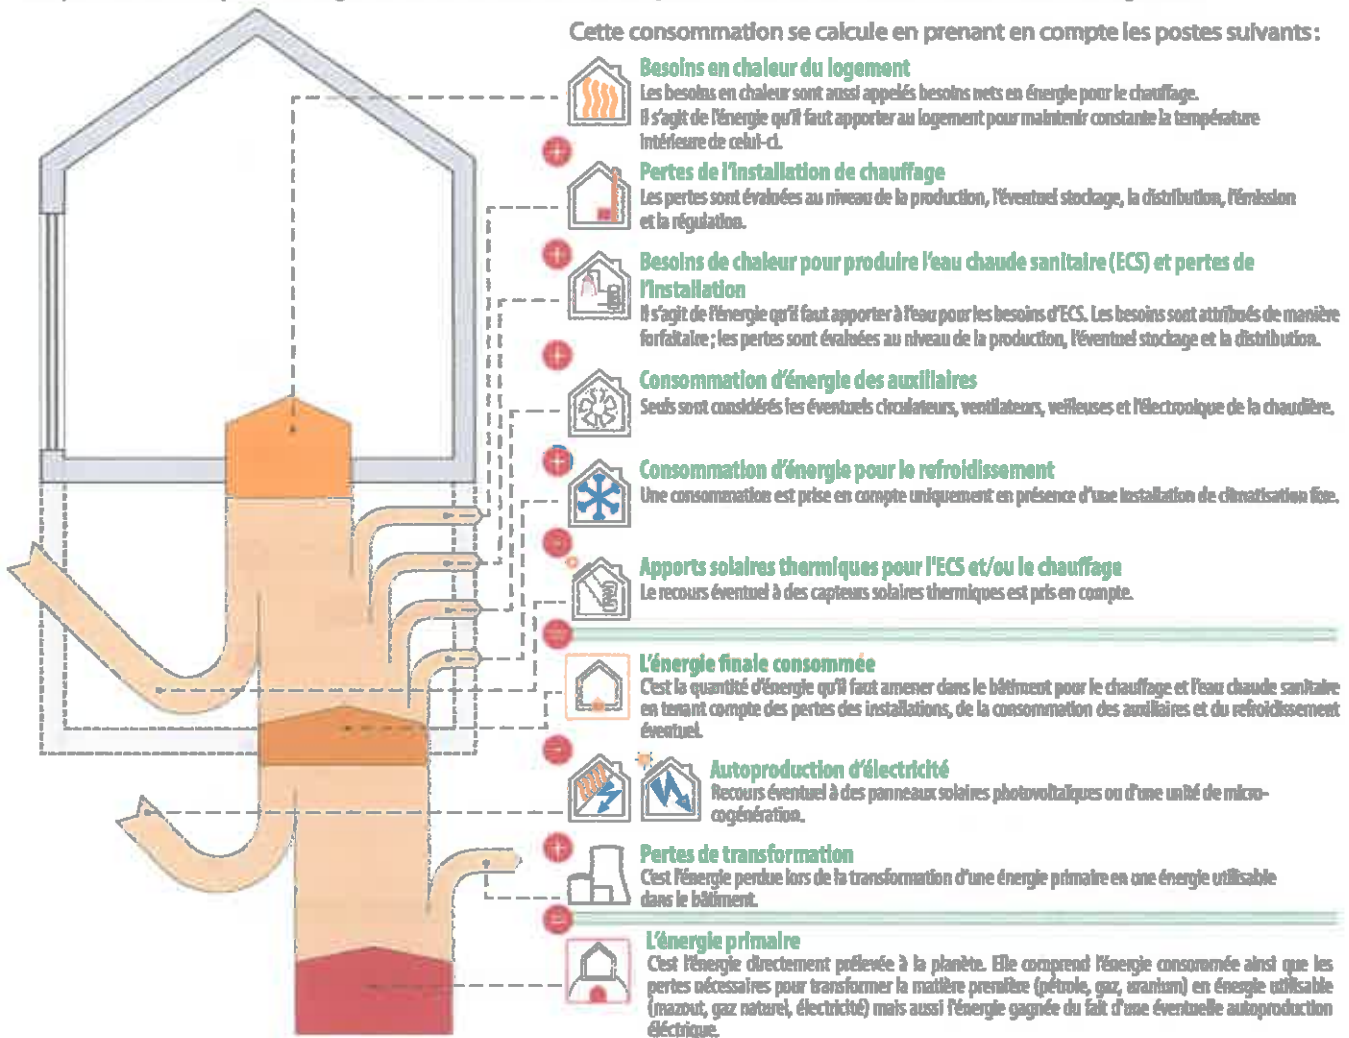 Cette consommation se calcule en prenant en compte les postes suivants :
Besoins en chaleur du logement
Les besoins en chaleur sont aussi appelés besoins nets en énergie pour le chauffage.
Il s'agit de l'énergie qu'il faut apporter au logement pour maintenir constante la température
intérieure de celui-ci.
Pertes de l'installation de chauffage
Les pertes sont évaluées au niveau de la production, l'éventuel stockage, la distribution, l'émission
et la régulation.
Besoins de chaleur pour produire l'eau chaude sanitaire (ECS) et pertes de
l'installation
Il s'agit de l'énergie qu'il faut apporter à l'eau pour les besoins d'ECS. Les besoins sont attribués de manière
forfaitaire ; les pertes sont évaluées au niveau de la production, l'éventuel stockage et la distribution.
Consommation d'énergie des auxiliaires
Seuls sont considérés les éventuels circulateurs, ventilateurs, veilleuses et l'électronique de la chaudière.
Consommation d'énergie pour le refroidissement
Une consommation est prise en compte uniquement en présence d'une installation de climatisation fixe.
Apports solaires thermiques pour l'ECS et/ou le chauffage
Le recours éventuel à des capteurs solaires thermiques est pris en compte.
L'énergie finale consommée
C'est la quantité d'énergie qu'il faut amener dans le bâtiment pour le chauffage et l'eau chaude sanitaire
en tenant compte des pertes des installations, de la consommation des auxiliaires et du refroidissement
éventuel.
Autoproduction d'électricité
Recours éventuel à des panneaux solaires photovoltaïques ou d'une unité de micro-
cogénération.
Pertes de transformation
C'est l'énergie perdue lors de la transformation d'une énergie primaire en une énergie utilisable
dans le bâtiment.
L'énergie primaire
C'est l'énergie directement prélevée à la planète. Elle comprend l'énergie consommée ainsi que les
pertes nécessaires pour transformer la matière première (pétrole, gaz, uranium) en énergie utilisable
(mazout, gaz naturel, électricité) mais aussi l'énergie gagnée du fait d'une éventuelle autoproduction
électrique.